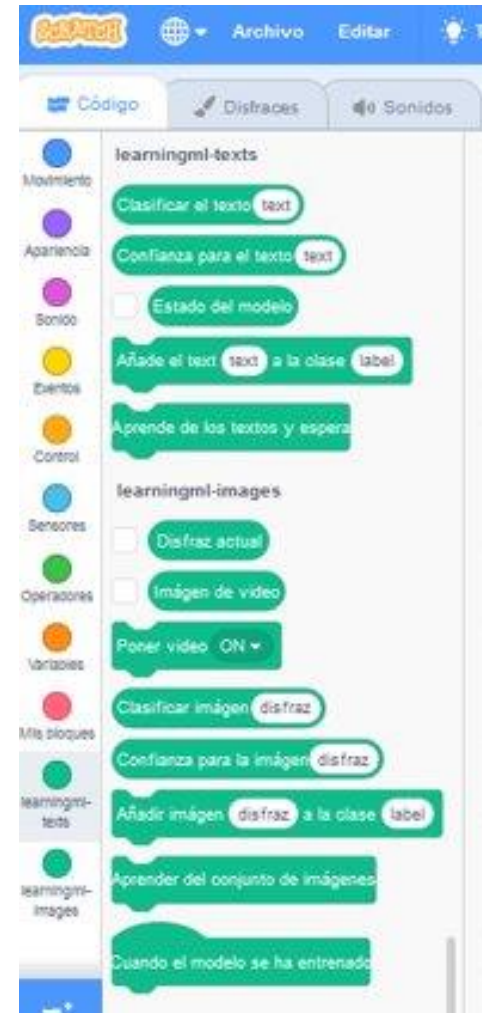 SCRATCH
Archivo
Editar
Código
Disfraces
Sonidos
Movimiento
Apariencia
Sonido
Eventos
Control
Sensores
Operadores
Variables
Mis bloques
learningml-
texts
learningml-
images
learningml-texts
Clasificar el texto text
Confianza para el texto text
Estado del modelo
Añade el text text a la clase label
Aprende de los textos y espera
learningml-images
Disfraz actual
Imágen de video
Poner video ON
Clasificar imágen disfraz
Confianza para la imágen disfraz
Añadir imágen disfraz a la clase label
Aprender del conjunto de imágenes
Cuando el modelo se ha entrenado